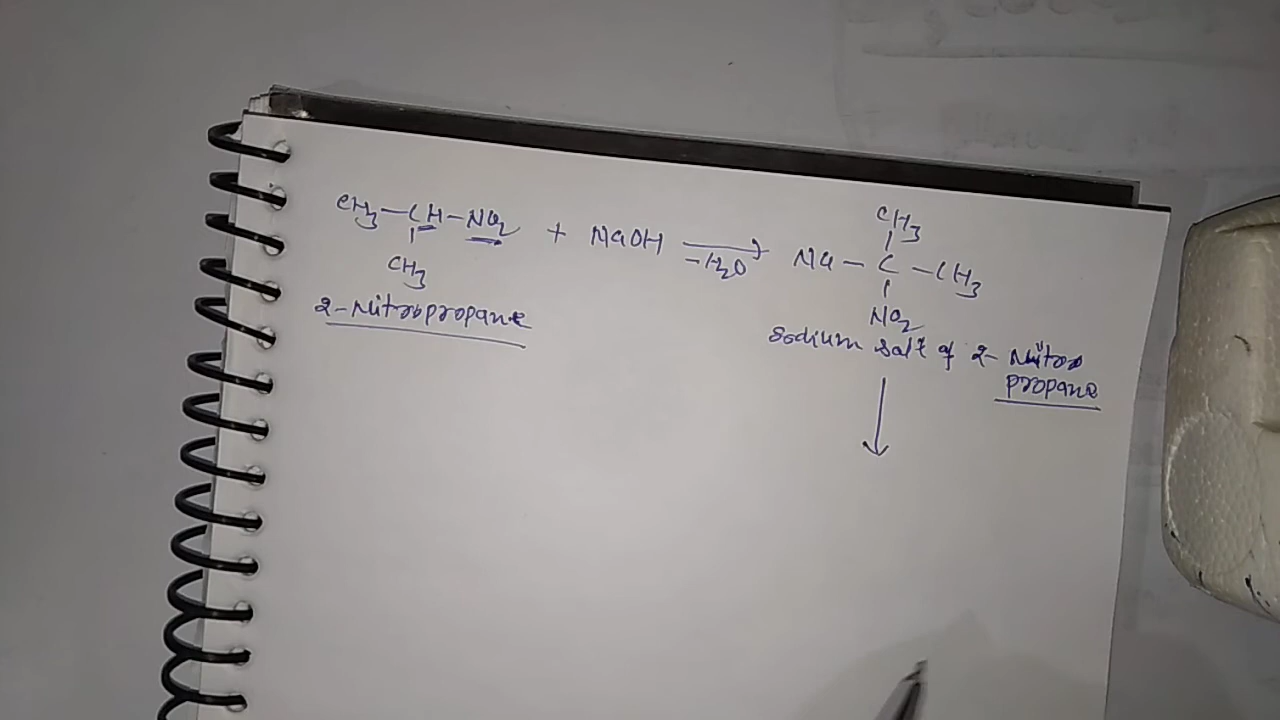 CH3—CH—NO2 + NaOH —H2O→ Na—C—CH3
CH3
CH3
NO2
2-Nitropropane
Sodium salt of 2-Nitro
propane